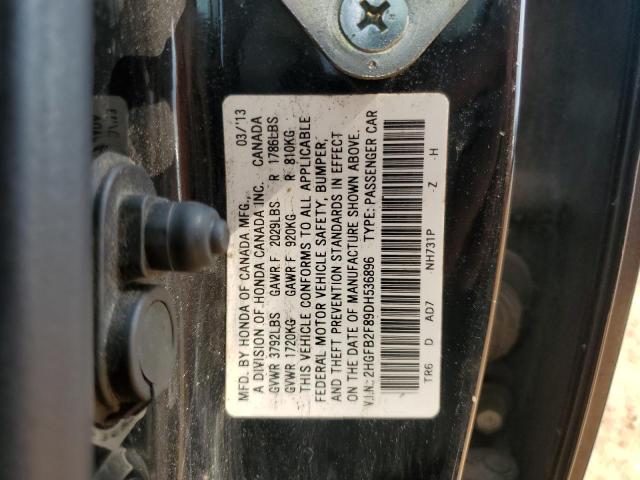 MFD. BY HONDA OF CANADA MFG., 03/'13
A DIVISION OF HONDA CANADA INC. CANADA
GVWR 3792LBS GAWR F 2029LBS R 1786LBS
GVWR 1720KG GAWR F 920KG R 810KG
THIS VEHICLE CONFORMS TO ALL APPLICABLE
FEDERAL MOTOR VEHICLE SAFETY, BUMPER,
AND THEFT PREVENTION STANDARDS IN EFFECT
ON THE DATE OF MANUFACTURE SHOWN ABOVE.
V.I.N.: 2HGFB2F89DH536896 TYPE: PASSENGER CAR
TR6 D AD7 NH731P -Z -H